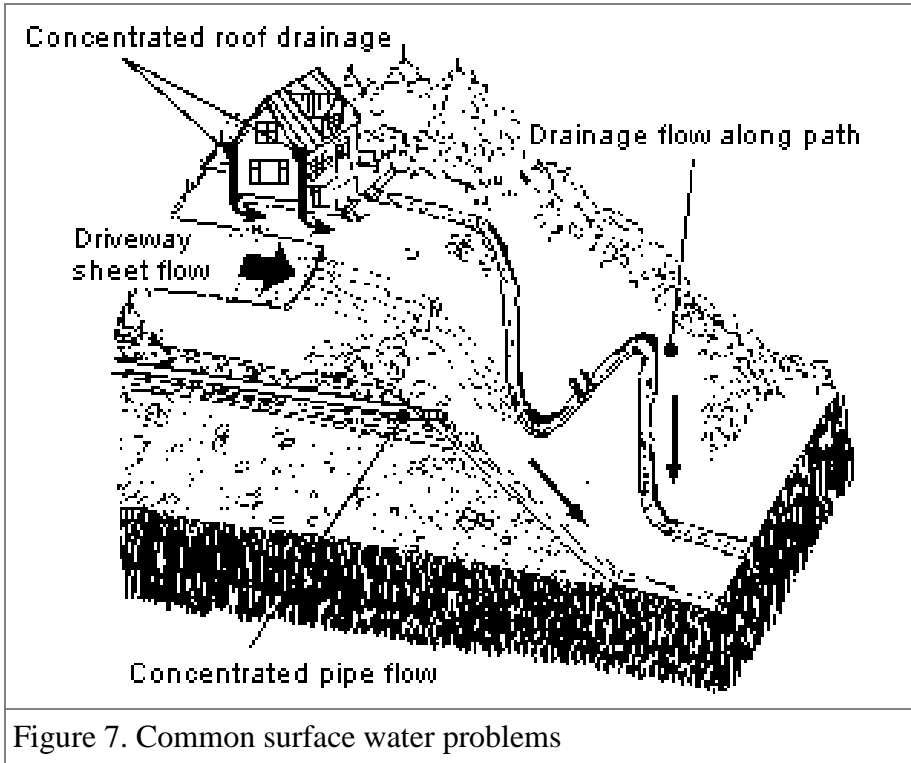 Concentrated roof drainage
Drainage flow along path
Driveway
sheet flow
Concentrated pipe flow
Figure 7. Common surface water problems